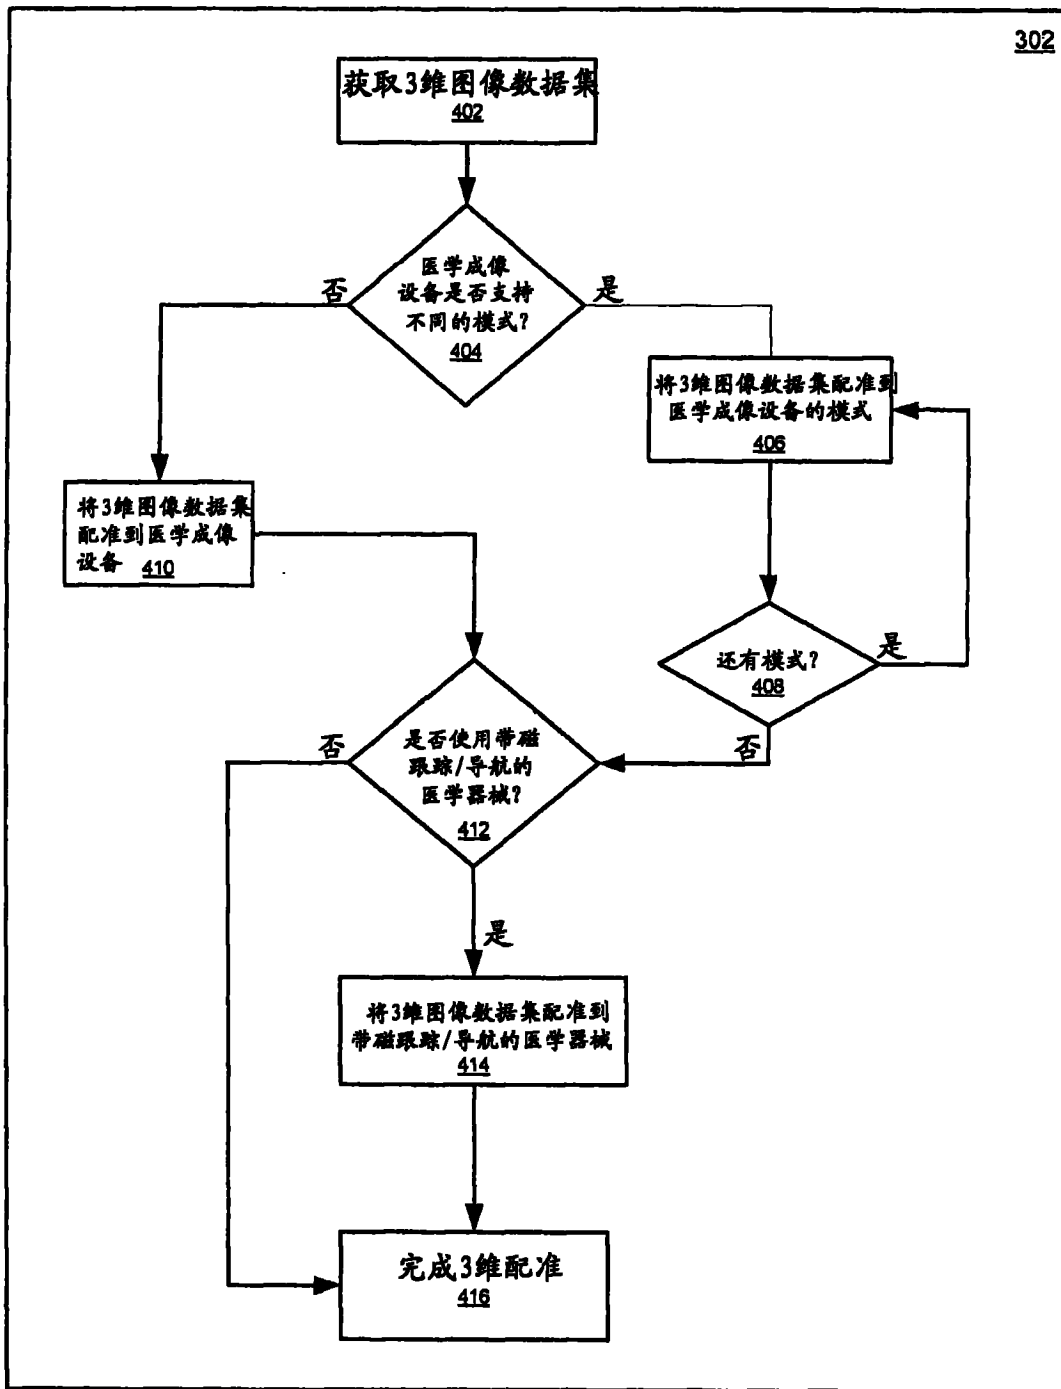 302
获取3维图像数据集
402
医学成像
设备是否支持
不同的模式?
404
否
是
将3维图像数据集配准到
医学成像设备的模式
406
将3维图像数据集
配准到医学成像
设备 410
还有模式?
408
是
否
是否使用带磁
跟踪/导航的
医学器械?
412
否
是
将3维图像数据集配准到
带磁跟踪/导航的医学器械
414
完成3维配准
416